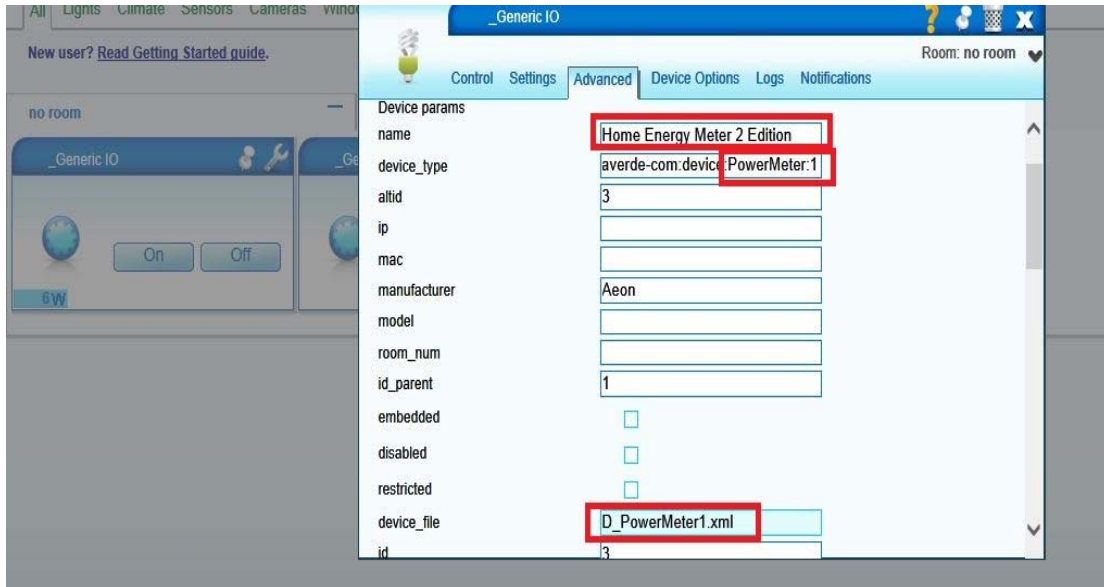 All Lights Climate Sensors Cameras
New user? Read Getting Started guide.
no room
_Generic IO
On Off
6W
_Ge
_Generic IO
?
X
Room: no room
Control Settings Advanced Device Options Logs Notifications
Device params
name Home Energy Meter 2 Edition
device_type averde-com:device:PowerMeter:1
altid 3
ip
mac
manufacturer Aeon
model
room_num
id_parent 1
embedded
disabled
restricted
device_file D_PowerMeter1.xml
id 3